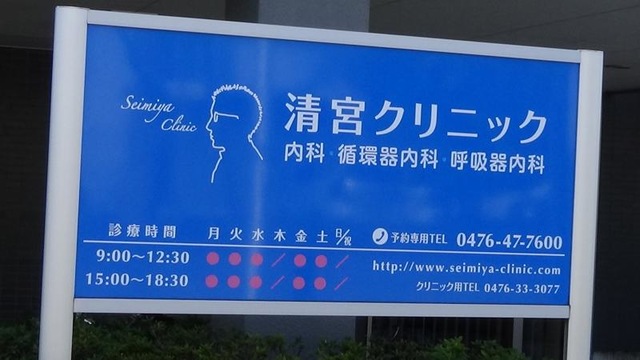 Seimiya
Clinic
清宮クリニック
内科・循環器内科・呼吸器内科
診療時間 月 火 水 木 金 土 日/祝
9:00〜12:30 ● ● ● / ● ● /
15:00〜18:30 ● ● ● / ● ● /
予約専用TEL 0476-47-7600
http://www.seimiya-clinic.com
クリニック用TEL 0476-33-3077